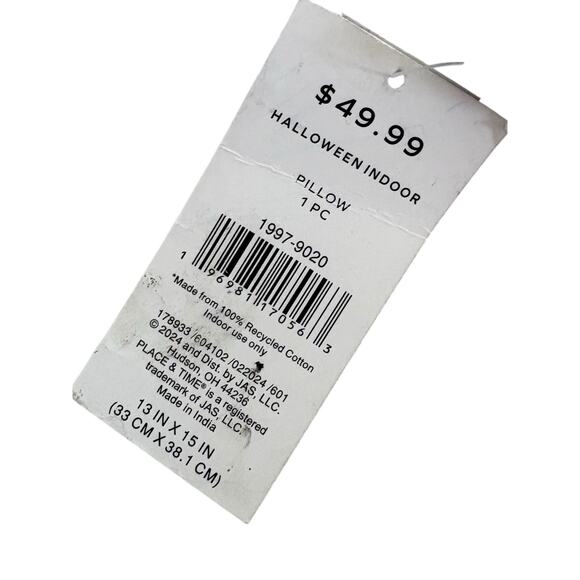 $49.99
HALLOWEEN INDOOR
PILLOW
1 PC
1997-9020
1 96981 17056 3
*Made from 100% Recycled Cotton
Indoor use only
178933 /604102 /022024 /601
© 2024 and Dist. by JAS, LLC.
Hudson, OH 44236
PLACE & TIME® is a registered
trademark of JAS, LLC.
Made in India
13 IN X 15 IN
(33 CM X 38.1 CM)